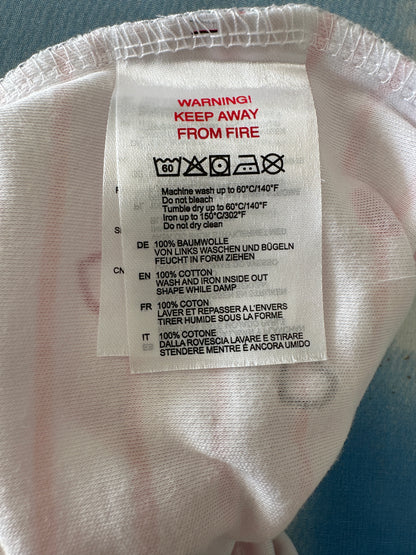 WARNING!
KEEP AWAY
FROM FIRE
60
Machine wash up to 60°C/140°F
Do not bleach
Tumble dry up to 60°C/140°F
Iron up to 150°C/302°F
Do not dry clean
DE 100% BAUMWOLLE
VON LINKS WASCHEN UND BÜGELN
FEUCHT IN FORM ZIEHEN
EN 100% COTTON
WASH AND IRON INSIDE OUT
SHAPE WHILE DAMP
FR 100% COTON
LAVER ET REPASSER A L'ENVERS
TIRER HUMIDE SOUS LA FORME
IT 100% COTONE
DALLA ROVESCIA LAVARE E STIRARE
STENDERE MENTRE É ANCORA UMIDO
CN